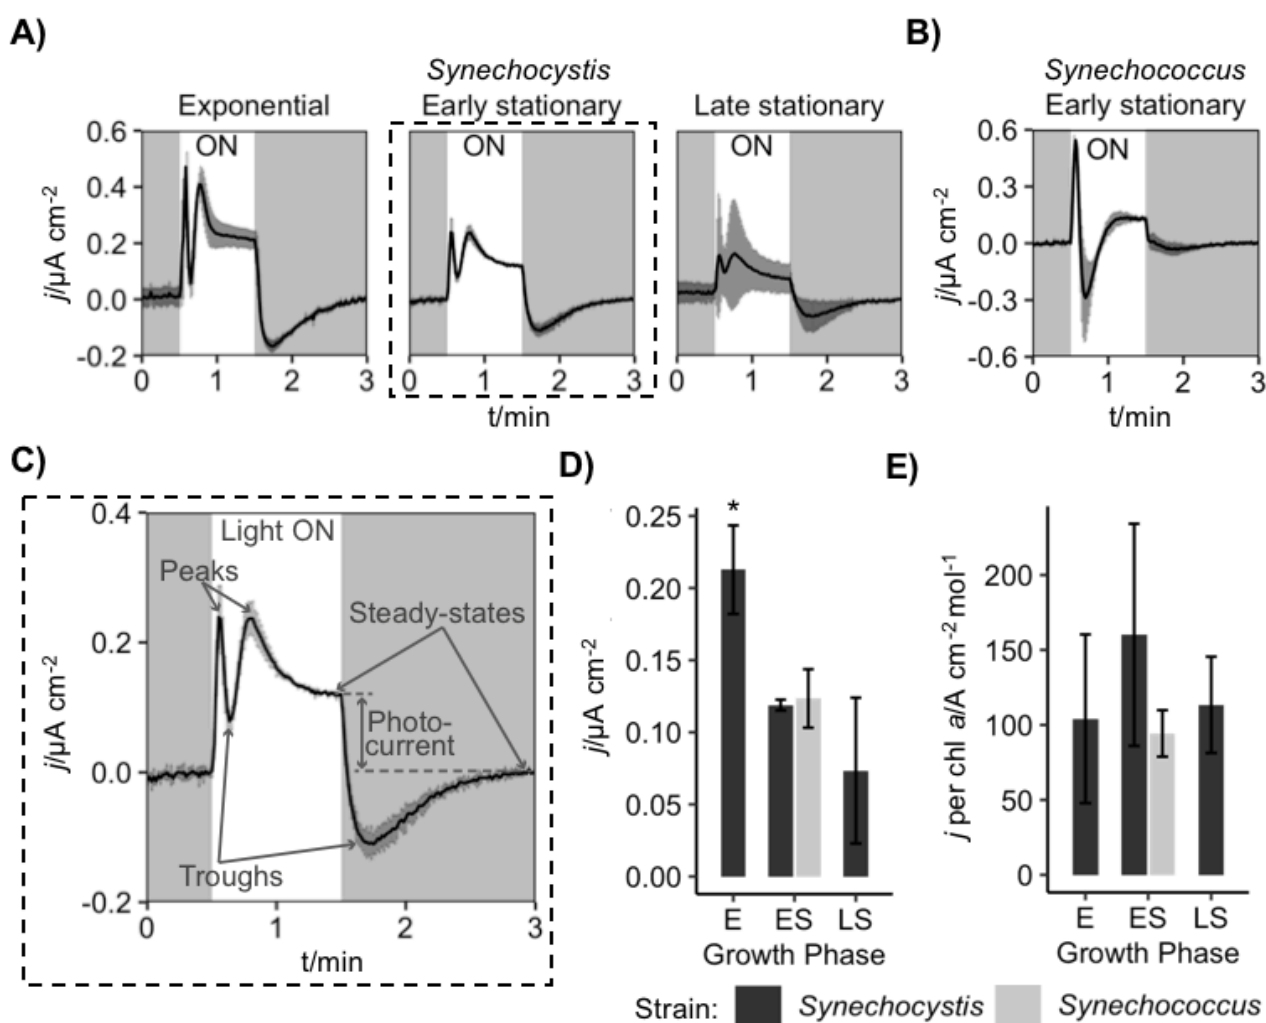 A)
B)
Synechocystis
Synechococcus
Exponential
Early stationary
Late stationary
Early stationary
0.6
0.4
0.2
0.0
-0.2
j/µA cm-2
ON
ON
ON
0 1 2 3
0 1 2 3
0 1 2 3
t/min
0.6
0.3
0.0
-0.3
-0.6
j/µA cm-2
ON
0 1 2 3
t/min
C)
0.4
0.2
0.0
-0.2
j/µA cm-2
Light ON
Peaks
Steady-states
Photo-
current
Troughs
0 1 2 3
t/min
D)
0.25
0.20
0.15
0.10
0.05
0.00
j/µA cm-2
*
E ES LS
Growth Phase
E)
200
150
100
50
0
j per chl a/A cm-2 mol-1
E ES LS
Growth Phase
Strain: Synechocystis Synechococcus